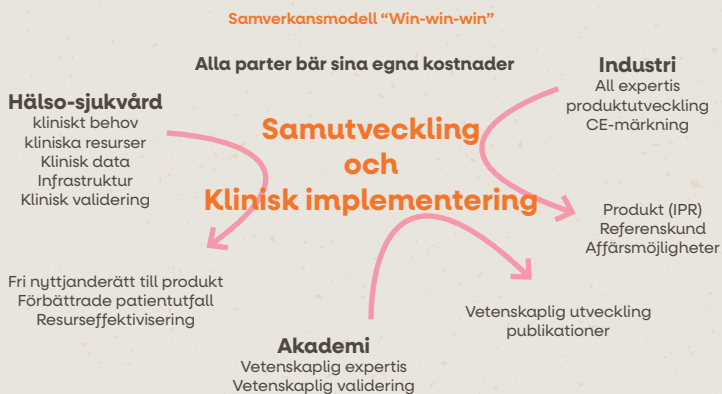 Samverkansmodell “Win-win-win”
Alla parter bär sina egna kostnader
Hälso-sjukvård
kliniskt behov
kliniska resurser
Klinisk data
Infrastruktur
Klinisk validering
Samutveckling
och
Klinisk implementering
Industri
All expertis
produktutveckling
CE-märkning
Produkt (IPR)
Referenskund
Affärsmöjligheter
Fri nyttjanderätt till produkt
Förbättrade patientutfall
Resurseffektivisering
Akademi
Vetenskaplig expertis
Vetenskaplig validering
Vetenskaplig utveckling
publikationer